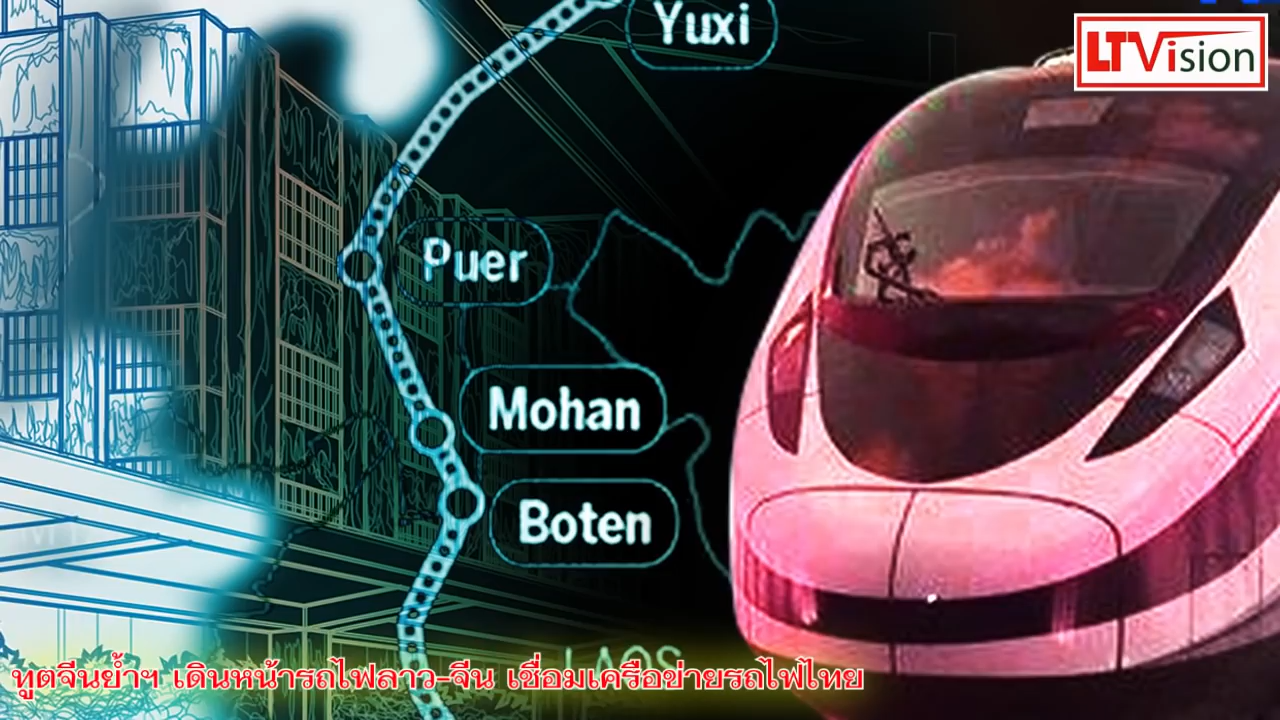 Yuxi
LTVision
Puer
Mohan
Boten
LAOS
ทูตจีนย้ำฯ เดินหน้ารถไฟลาว-จีน เชื่อมเครือข่ายรถไฟไทย